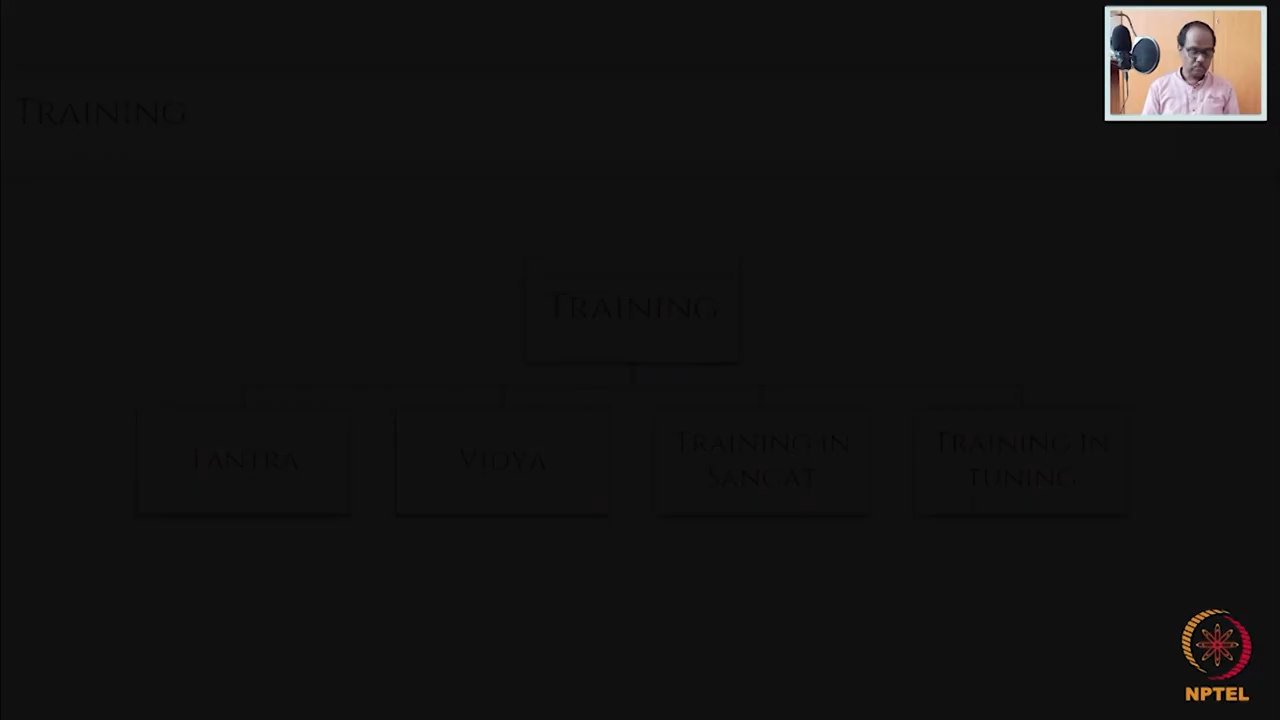 Training
Training
Tantra
Vidya
Training in
Sangat
Training in
tuning
NPTEL